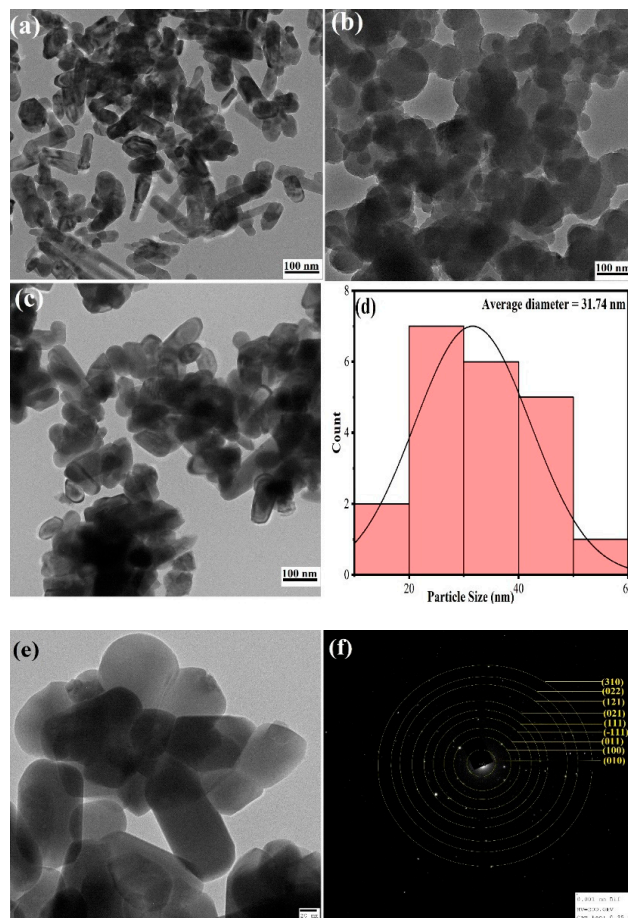 (a)
100 nm
(b)
100 nm
(c)
100 nm
(d)
Average diameter = 31.74 nm
8
6
4
2
0
Count
20
40
6
Particle Size (nm)
(e)
(f)
(310)
(022)
(121)
(021)
(111)
(-111)
(011)
(100)
(010)